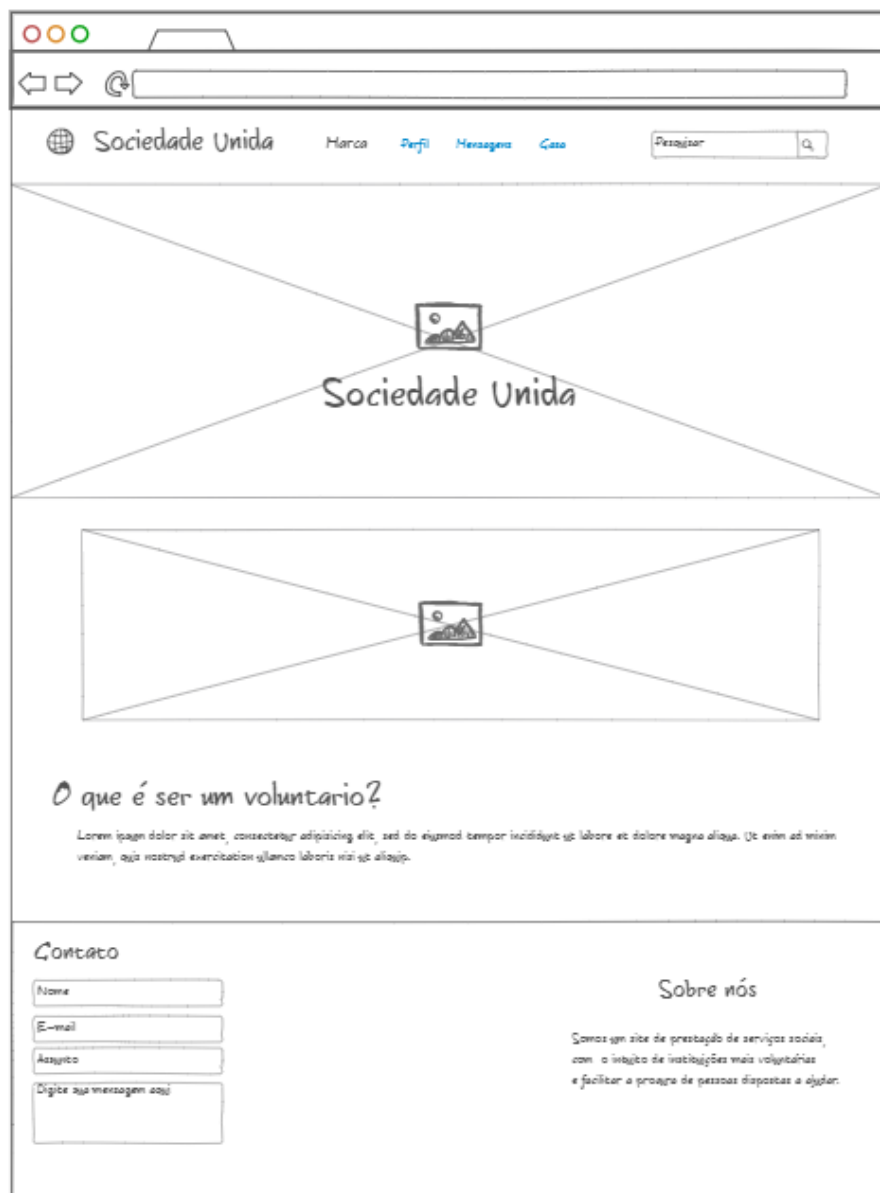 Sociedade Unida
Marca
Perfil
Mensagens
Casa
Pesquisar
Sociedade Unida
O que é ser um voluntario?
Lorem ipsum dolor sit amet, consectetur adipisicing elit, sed do eiusmod tempor incididunt ut labore et dolore magna aliqua. Ut enim ad minim
veniam, quis nostrud exercitation ullamco laboris nisi ut aliquip.
Contato
Nome
E-mail
Assunto
Digite sua mensagem aqui
Sobre nós
Somos um site de prestação de serviços sociais,
com o intuito de instituições mais voluntárias
e facilitar a procura de pessoas dispostas a ajudar.